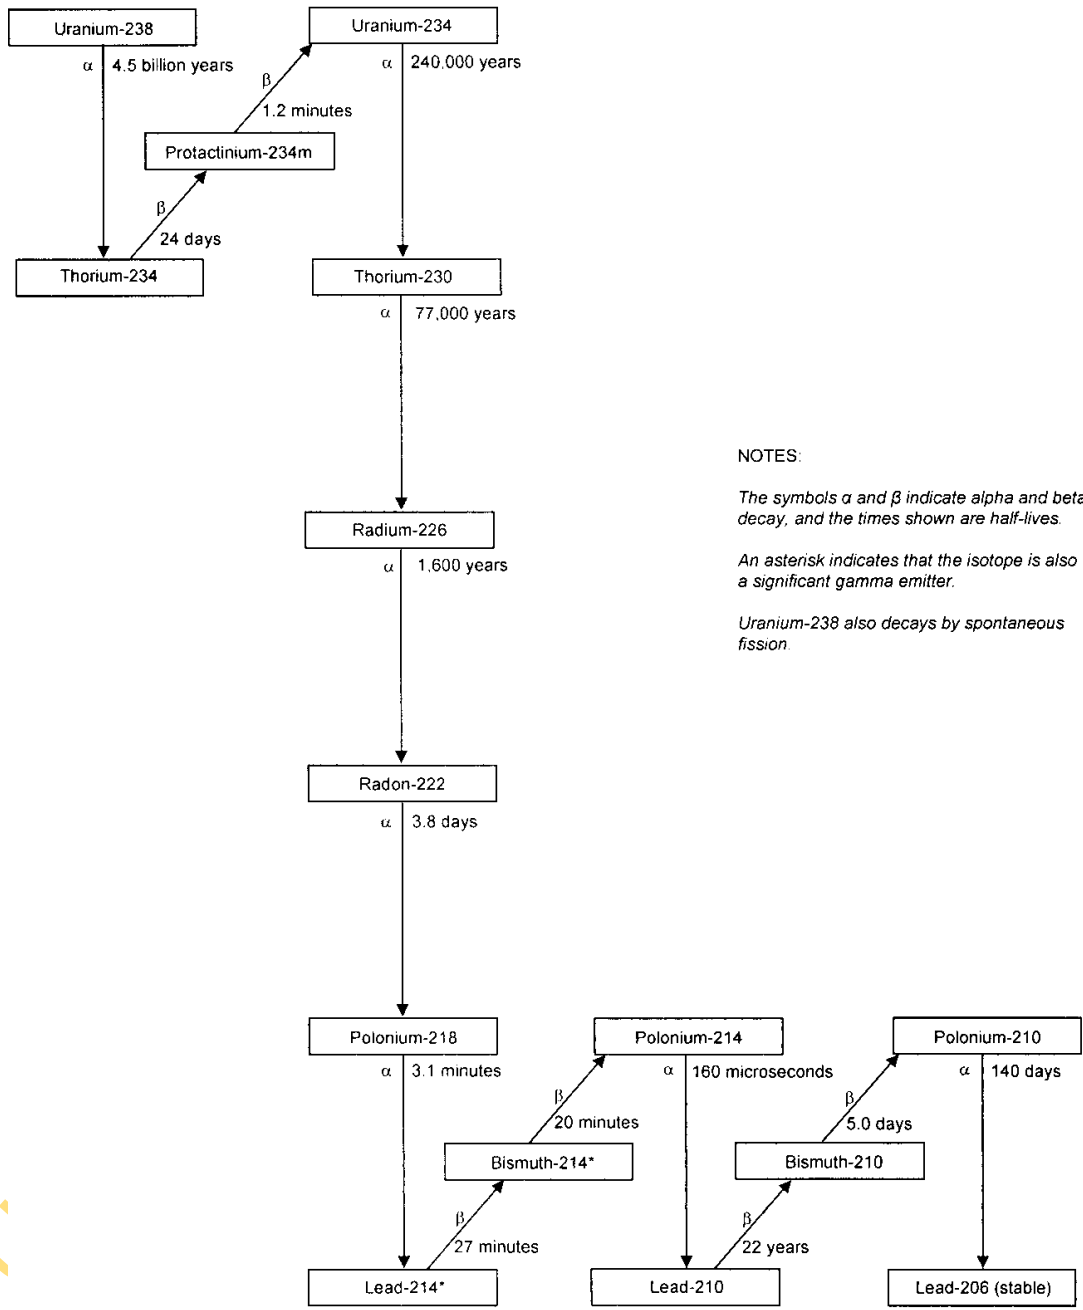 Uranium-238
Uranium-234
α 4.5 billion years
α 240,000 years
β
1.2 minutes
Protactinium-234m
β
24 days
Thorium-234
Thorium-230
α 77,000 years
NOTES:
The symbols α and β indicate alpha and beta
decay, and the times shown are half-lives.
An asterisk indicates that the isotope is also
a significant gamma emitter.
Uranium-238 also decays by spontaneous
fission.
Radium-226
α 1,600 years
Radon-222
α 3.8 days
Polonium-218
Polonium-214
Polonium-210
α 3.1 minutes
α 160 microseconds
α 140 days
β
20 minutes
β
5.0 days
Bismuth-214*
Bismuth-210
β
27 minutes
β
22 years
Lead-214*
Lead-210
Lead-206 (stable)